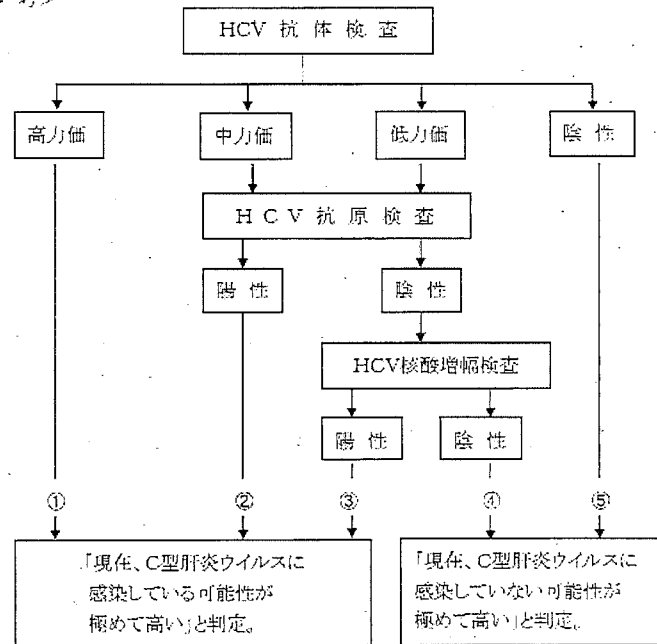 HCV 抗体検査
高力価 中力価 低力価 陰性
HCV 抗原検査
陽性 陰性
HCV核酸増幅検査
陽性 陰性
① ② ③ ④ ⑤
「現在、C型肝炎ウイルスに
感染している可能性が
極めて高い」と判定。
「現在、C型肝炎ウイルスに
感染していない可能性が
極めて高い」と判定。